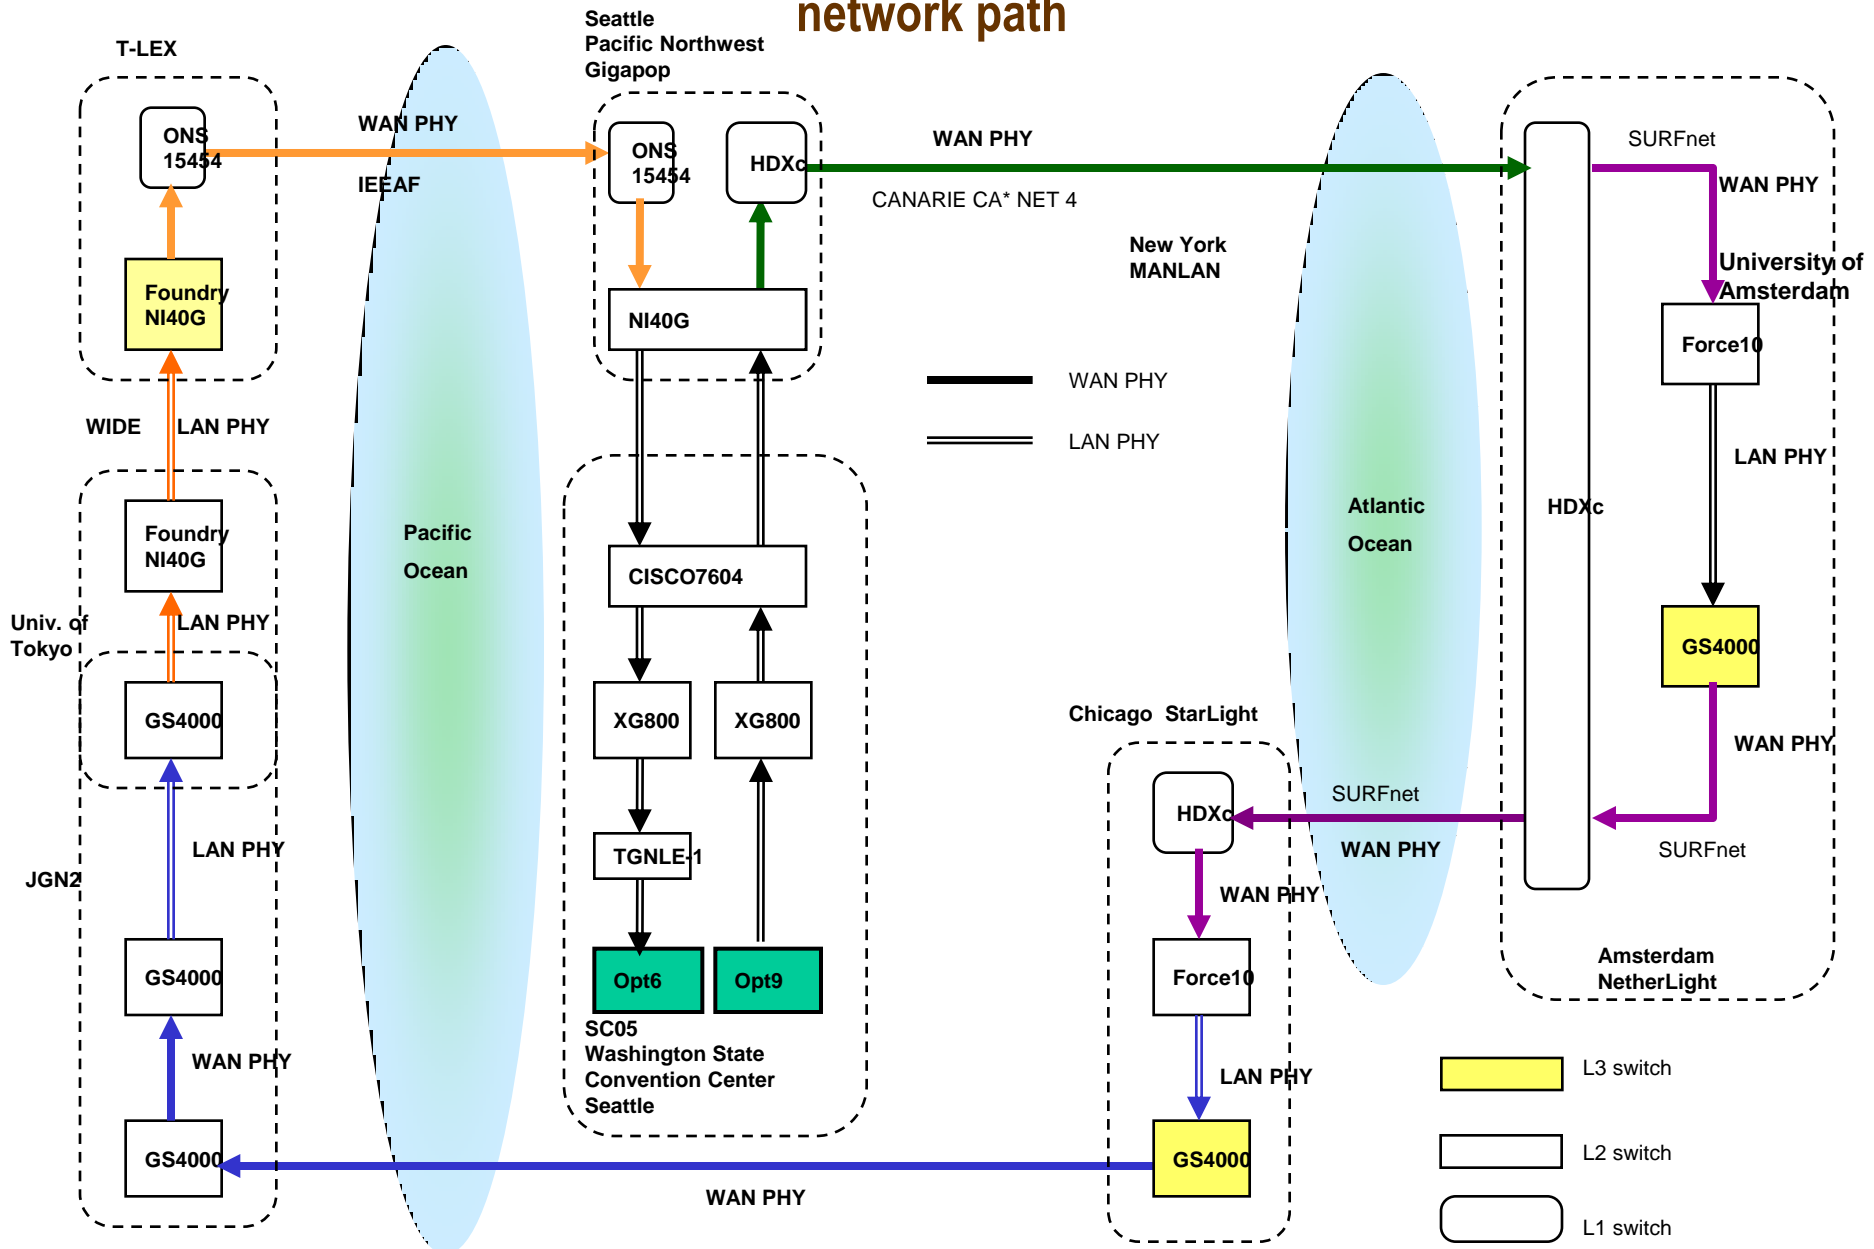 network path
T-LEX
Seattle
Pacific Northwest
Gigapop
ONS
15454
WAN PHY
IEEAF
ONS
15454
HDXc
WAN PHY
CANARIE CA* NET 4
SURFnet
WAN PHY
New York
MANLAN
University of
Amsterdam
Foundry
NI40G
NI40G
Force10
WAN PHY
LAN PHY
WIDE
LAN PHY
LAN PHY
Foundry
NI40G
Pacific
Ocean
CISCO7604
Atlantic
Ocean
HDXc
Univ. of
Tokyo
LAN PHY
GS4000
GS4000
XG800
XG800
Chicago  StarLight
WAN PHY
SURFnet
HDXc
WAN PHY
SURFnet
LAN PHY
TGNLE-1
JGN2
WAN PHY
GS4000
Opt6
Opt9
Force10
Amsterdam
NetherLight
SC05
Washington State
Convention Center
Seattle
WAN PHY
LAN PHY
L3 switch
GS4000
GS4000
WAN PHY
L2 switch
L1 switch